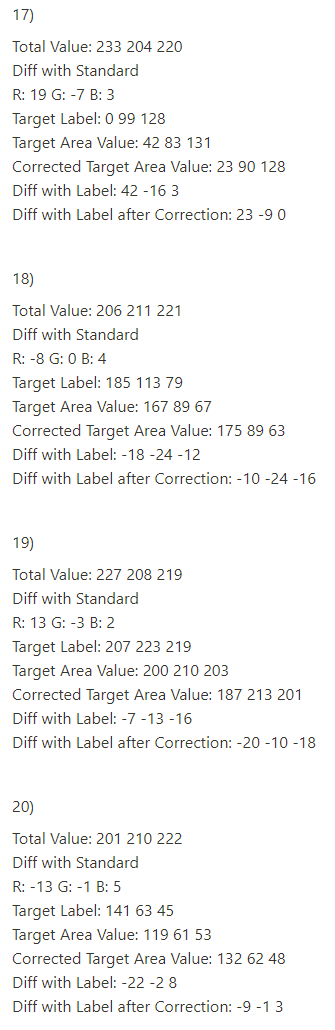 17)
Total Value: 233 204 220
Diff with Standard
R: 19 G: -7 B: 3
Target Label: 0 99 128
Target Area Value: 42 83 131
Corrected Target Area Value: 23 90 128
Diff with Label: 42 -16 3
Diff with Label after Correction: 23 -9 0
18)
Total Value: 206 211 221
Diff with Standard
R: -8 G: 0 B: 4
Target Label: 185 113 79
Target Area Value: 167 89 67
Corrected Target Area Value: 175 89 63
Diff with Label: -18 -24 -12
Diff with Label after Correction: -10 -24 -16
19)
Total Value: 227 208 219
Diff with Standard
R: 13 G: -3 B: 2
Target Label: 207 223 219
Target Area Value: 200 210 203
Corrected Target Area Value: 187 213 201
Diff with Label: -7 -13 -16
Diff with Label after Correction: -20 -10 -18
20)
Total Value: 201 210 222
Diff with Standard
R: -13 G: -1 B: 5
Target Label: 141 63 45
Target Area Value: 119 61 53
Corrected Target Area Value: 132 62 48
Diff with Label: -22 -2 8
Diff with Label after Correction: -9 -1 3